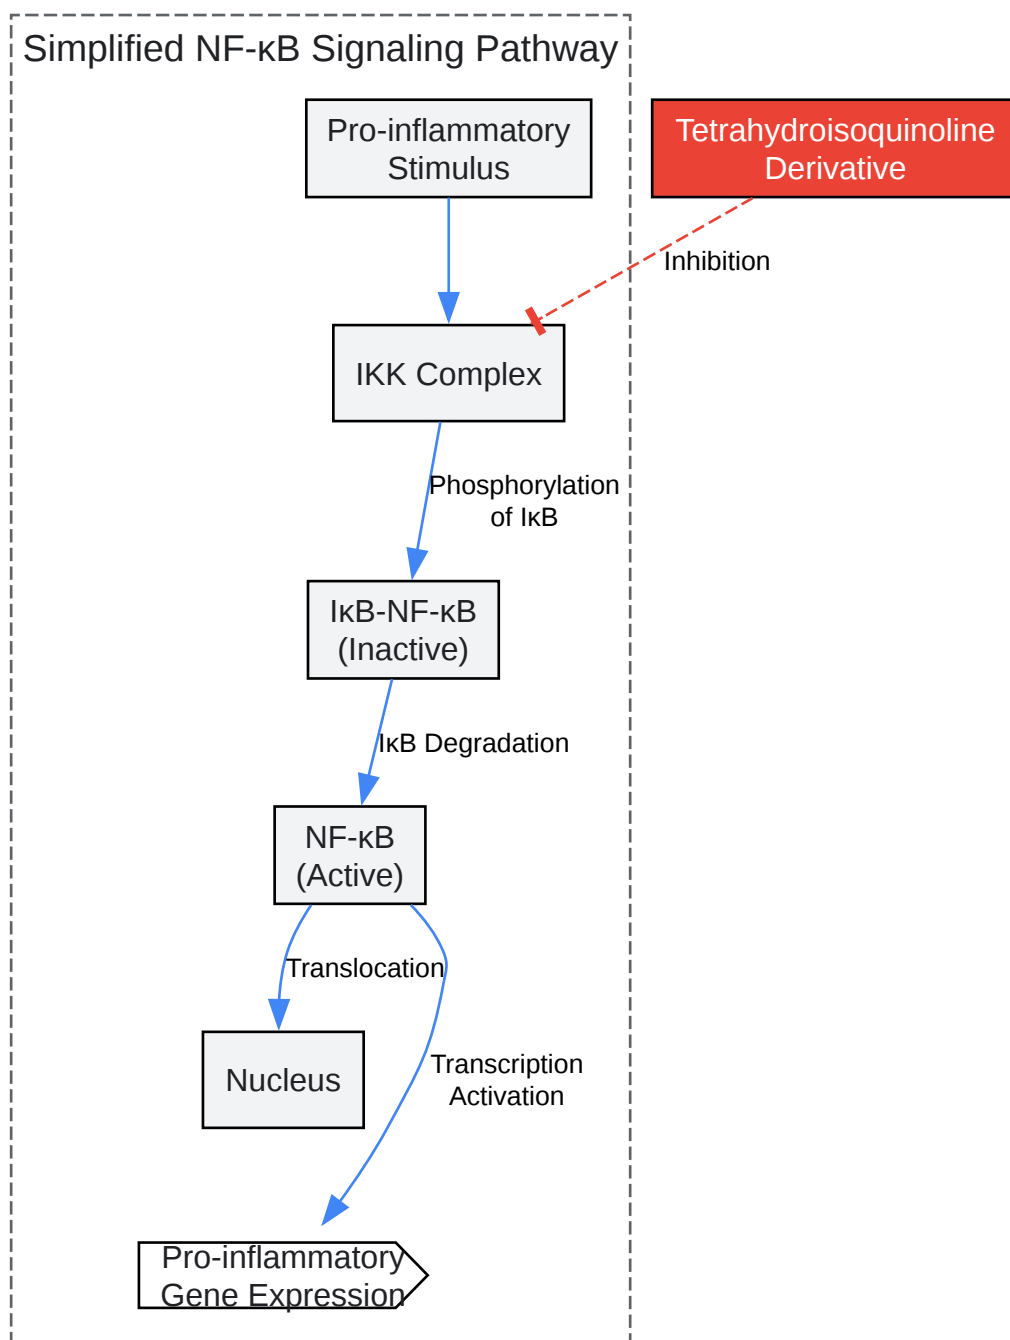 Simplified NF-κB Signaling Pathway
Pro-inflammatory
Stimulus
Tetrahydroisoquinoline
Derivative
Inhibition
IKK Complex
Phosphorylation
of IκB
IκB-NF-κB
(Inactive)
IκB Degradation
NF-κB
(Active)
Translocation
Nucleus
Transcription
Activation
Pro-inflammatory
Gene Expression